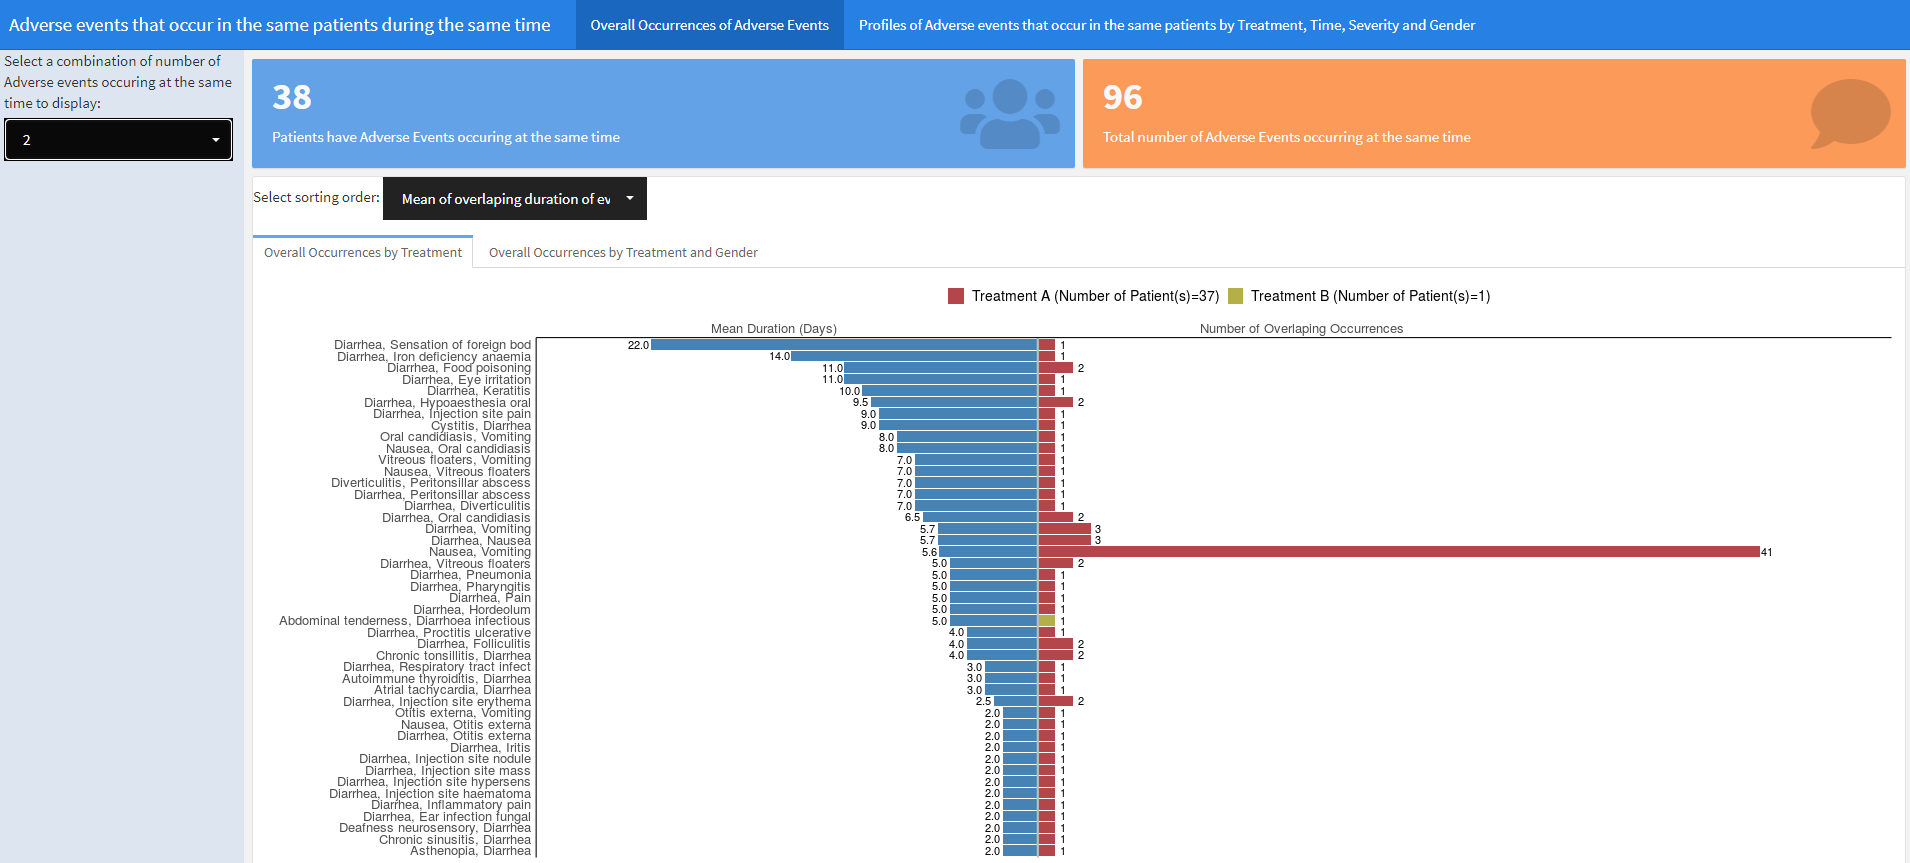 Adverse events that occur in the same patients during the same time
Overall Occurrences of Adverse Events
Profiles of Adverse events that occur in the same patients by Treatment, Time, Severity and Gender
Select a combination of number of
Adverse events occuring at the same
time to display:
2
38
Patients have Adverse Events occuring at the same time
96
Total number of Adverse Events occurring at the same time
Select sorting order:
Mean of overlaping duration of ev
Overall Occurrences by Treatment
Overall Occurrences by Treatment and Gender
Treatment A (Number of Patient(s)=37)
Treatment B (Number of Patient(s)=1)
Mean Duration (Days)
Number of Overlaping Occurrences
Diarrhea, Sensation of foreign bod 22.0 1
Diarrhea, Iron deficiency anaemia 14.0 1
Diarrhea, Food poisoning 11.0 2
Diarrhea, Eye irritation 11.0 1
Diarrhea, Keratitis 10.0 1
Diarrhea, Hypoaesthesia oral 9.5 2
Diarrhea, Injection site pain 9.0 1
Cystitis, Diarrhea 9.0 1
Oral candidiasis, Vomiting 8.0 1
Nausea, Oral candidiasis 8.0 1
Vitreous floaters, Vomiting 7.0 1
Nausea, Vitreous floaters 7.0 1
Diverticulitis, Peritonsillar abscess 7.0 1
Diarrhea, Peritonsillar abscess 7.0 1
Diarrhea, Diverticulitis 7.0 1
Diarrhea, Oral candidiasis 6.5 2
Diarrhea, Vomiting 5.7 3
Diarrhea, Nausea 5.7 3
Nausea, Vomiting 5.6 41
Diarrhea, Vitreous floaters 5.0 2
Diarrhea, Pneumonia 5.0 1
Diarrhea, Pharyngitis 5.0 1
Diarrhea, Pain 5.0 1
Diarrhea, Hordeolum 5.0 1
Abdominal tenderness, Diarrhoea infectious 5.0 1
Diarrhea, Proctitis ulcerative 4.0 1
Diarrhea, Folliculitis 4.0 2
Chronic tonsillitis, Diarrhea 4.0 2
Diarrhea, Respiratory tract infect 3.0 1
Autoimmune thyroiditis, Diarrhea 3.0 1
Atrial tachycardia, Diarrhea 3.0 1
Diarrhea, Injection site erythema 2.5 2
Otitis externa, Vomiting 2.0 1
Nausea, Otitis externa 2.0 1
Diarrhea, Otitis externa 2.0 1
Diarrhea, Iritis 2.0 1
Diarrhea, Injection site nodule 2.0 1
Diarrhea, Injection site mass 2.0 1
Diarrhea, Injection site hypersens 2.0 1
Diarrhea, Injection site haematoma 2.0 1
Diarrhea, Inflammatory pain 2.0 1
Diarrhea, Ear infection fungal 2.0 1
Deafness neurosensory, Diarrhea 2.0 1
Chronic sinusitis, Diarrhea 2.0 1
Asthenopia, Diarrhea 2.0 1